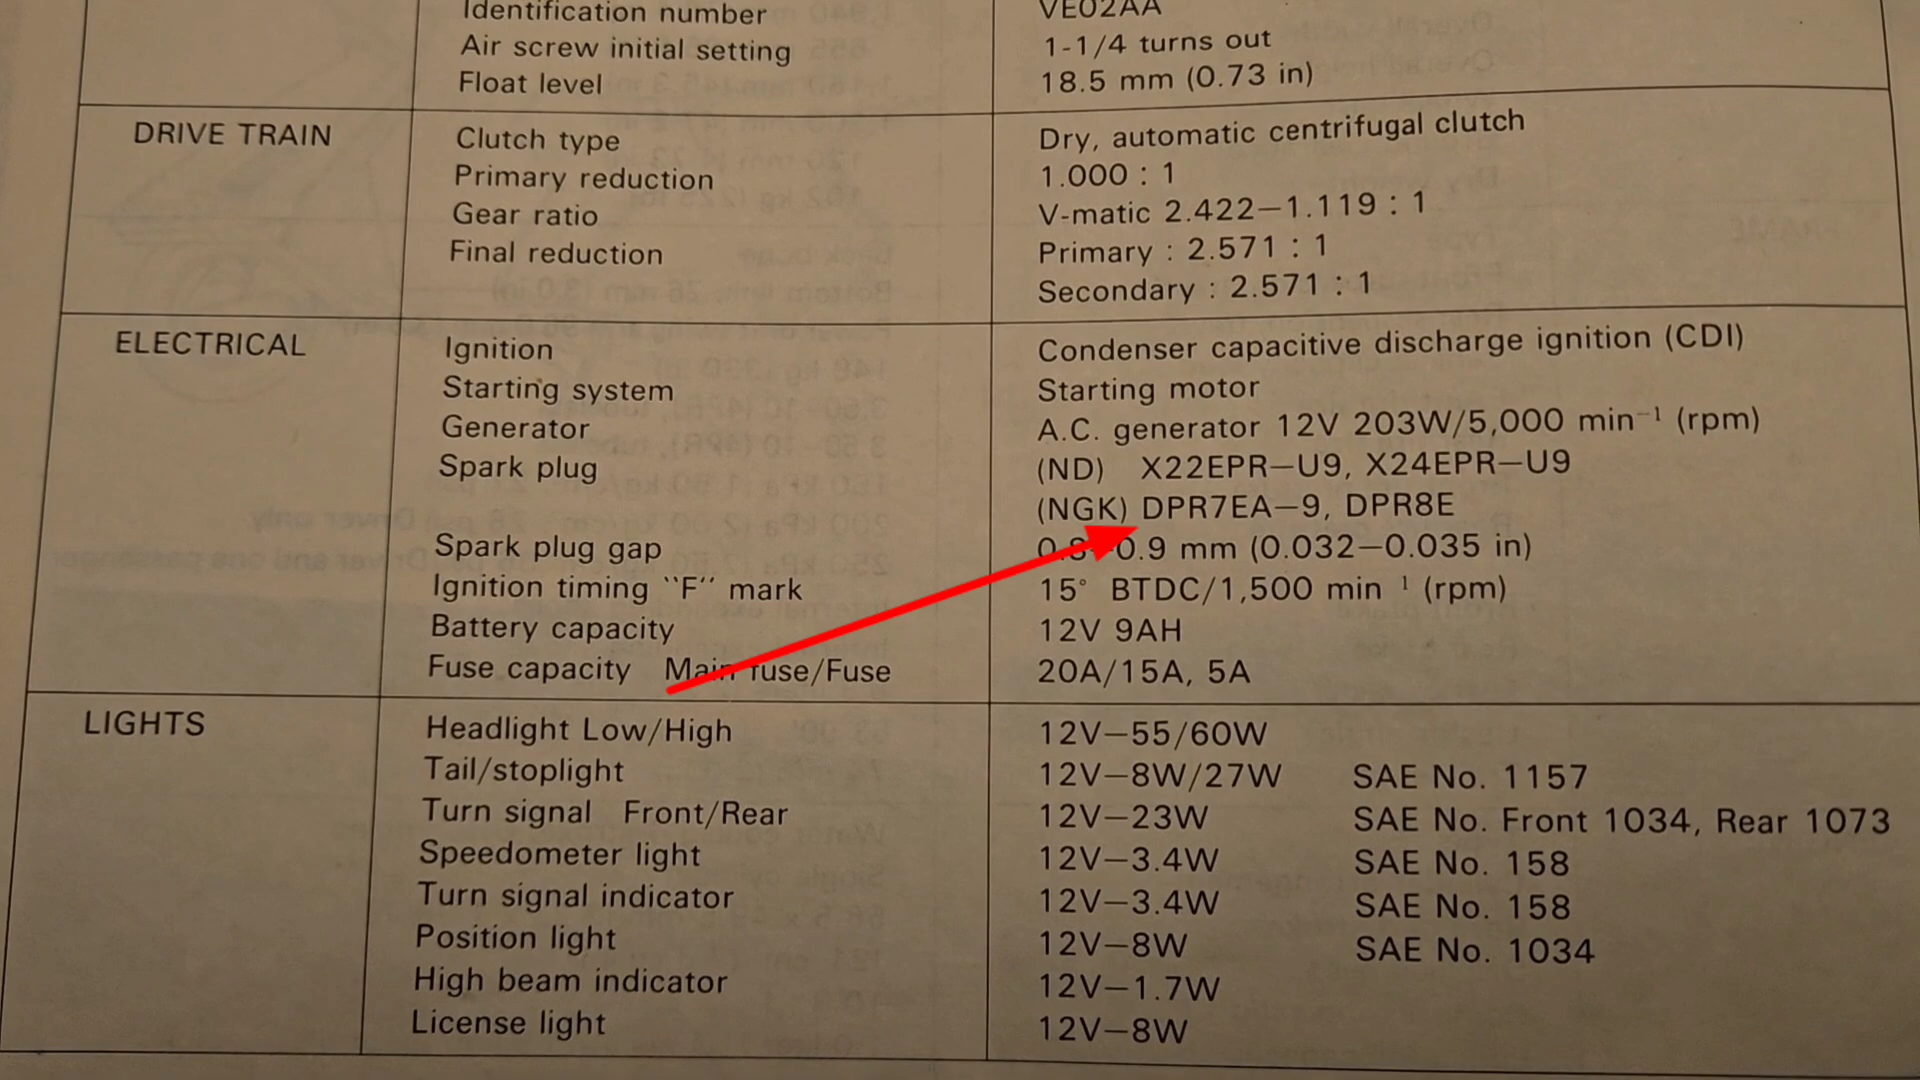 Identification number VE02AA
Air screw initial setting 1-1/4 turns out
Float level 18.5 mm (0.73 in)
DRIVE TRAIN Clutch type Dry, automatic centrifugal clutch
Primary reduction 1.000 : 1
Gear ratio V-matic 2.422—1.119 : 1
Final reduction Primary : 2.571 : 1
Secondary : 2.571 : 1
ELECTRICAL Ignition Condenser capacitive discharge ignition (CDI)
Starting system Starting motor
Generator A.C. generator 12V 203W/5,000 min⁻¹ (rpm)
Spark plug (ND) X22EPR—U9, X24EPR—U9
(NGK) DPR7EA—9, DPR8E
Spark plug gap 0.8—0.9 mm (0.032—0.035 in)
Ignition timing "F" mark 15° BTDC/1,500 min ¹ (rpm)
Battery capacity 12V 9AH
Fuse capacity Main fuse/Fuse 20A/15A, 5A
LIGHTS Headlight Low/High 12V—55/60W
Tail/stoplight 12V—8W/27W SAE No. 1157
Turn signal Front/Rear 12V—23W SAE No. Front 1034, Rear 1073
Speedometer light 12V—3.4W SAE No. 158
Turn signal indicator 12V—3.4W SAE No. 158
Position light 12V—8W SAE No. 1034
High beam indicator 12V—1.7W
License light 12V—8W